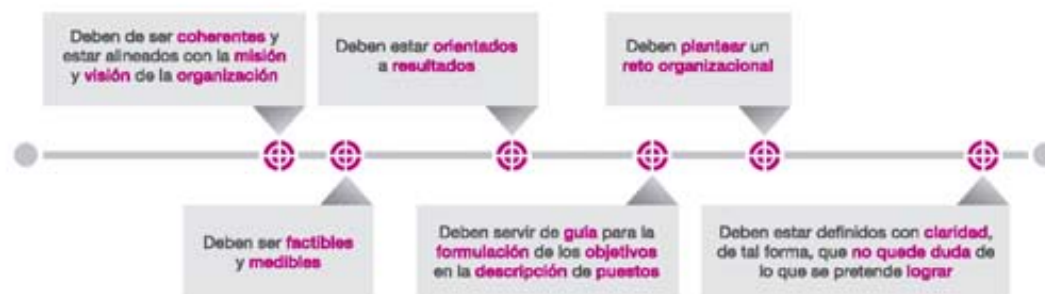 Deben de ser coherentes y
estar alineados con la misión
y visión de la organización
Deben estar orientados
a resultados
Deben plantear un
reto organizacional
Deben ser factibles
y medibles
Deben servir de guía para la
formulación de los objetivos
en la descripción de puestos
Deben estar definidos con claridad,
de tal forma, que no quede duda de
lo que se pretende lograr